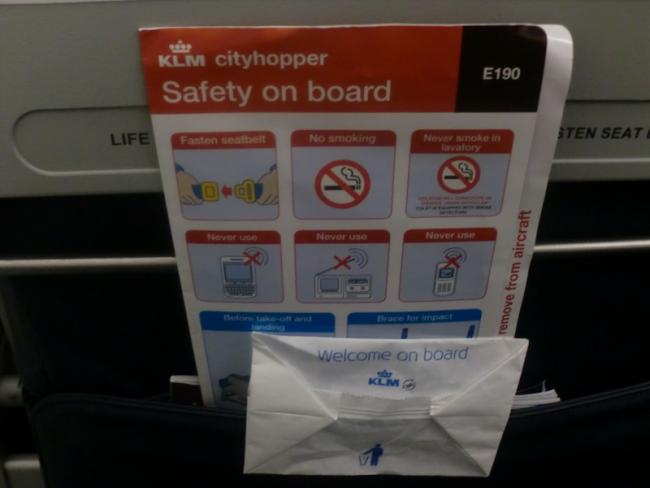 KLM cityhopper
E190
Safety on board
LIFE
STEN SEAT
Fasten seatbelt
No smoking
Never smoke in
lavatory
Never use
Never use
Never use
remove from aircraft
Before take-off and
landing
Brace for impact
Welcome on board
KLM